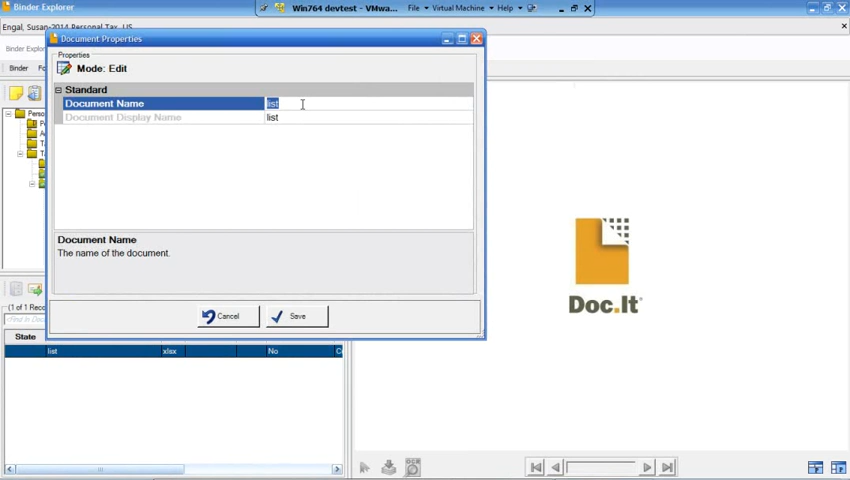 Binder Explorer
Win764 devtest - VMwa...
File
Virtual Machine
Help
Engal, Susan-2014 Personal Tax, US
Document Properties
Binder Explor
Properties
Mode: Edit
Binder
Standard
Document Name
list
Document Display Name
list
Document Name
The name of the document.
Cancel
Save
Doc.It
(1 of 1 Reco
State
list
xlsx
No
OCR